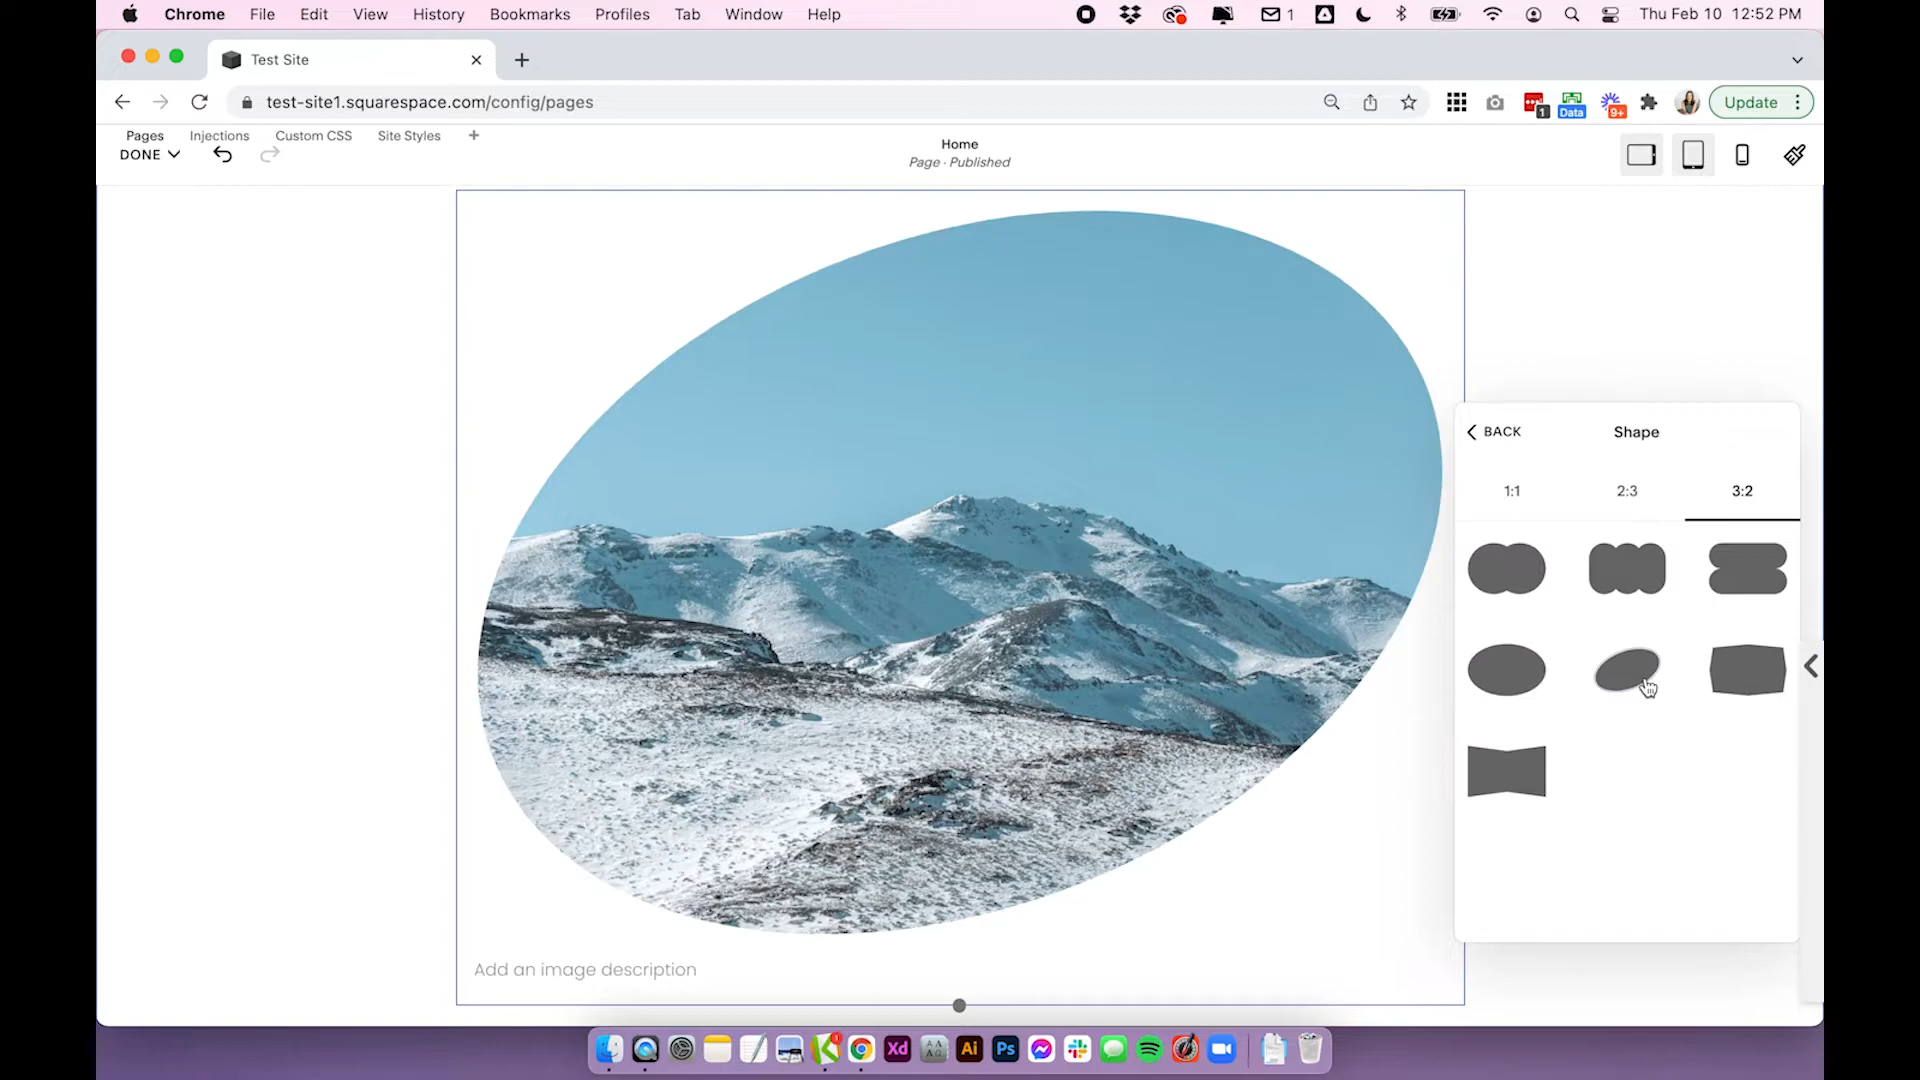 Chrome File Edit View History Bookmarks Profiles Tab Window Help 1 Thu Feb 10 12:52 PM
Test Site
test-site1.squarespace.com/config/pages
1 Data 9+ Update
Pages Injections Custom CSS Site Styles
DONE
Home
Page · Published
BACK Shape
1:1 2:3 3:2
Add an image description
Xd Ai Ps